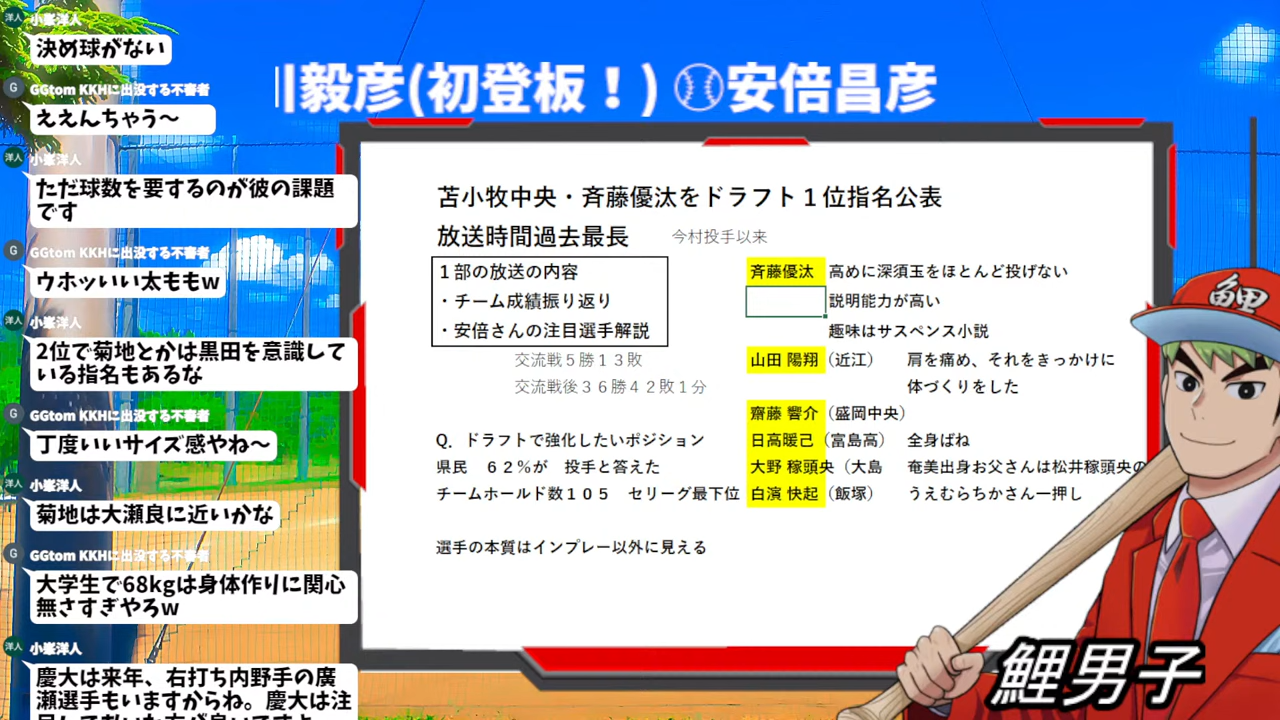 洋人 小峯洋人
決め球がない
G GGtom KKHに出没する不審者
ええんちゃう〜
洋人 小峯洋人
ただ球数を要するのが彼の課題
です
G GGtom KKHに出没する不審者
ウホッいい太ももw
洋人 小峯洋人
2位で菊地とかは黒田を意識して
いる指名もあるな
G GGtom KKHに出没する不審者
丁度いいサイズ感やね〜
洋人 小峯洋人
菊地は大瀬良に近いかな
G GGtom KKHに出没する不審者
大学生で68kgは身体作りに関心
無さすぎやろw
洋人 小峯洋人
慶大は来年、右打ち内野手の廣
瀬選手もいますからね。慶大は注
毅彦(初登板！)⚾安倍昌彦
苫小牧中央・斉藤優汰をドラフト１位指名公表
放送時間過去最長 今村投手以来
１部の放送の内容
・チーム成績振り返り
・安倍さんの注目選手解説
交流戦５勝１３敗
交流戦後３６勝４２敗１分
Q．ドラフトで強化したいポジション
県民　６２％が　投手と答えた
チームホールド数１０５　セリーグ最下位
選手の本質はインプレー以外に見える
斉藤優汰 高めに深須玉をほとんど投げない
説明能力が高い
趣味はサスペンス小説
山田 陽翔（近江） 肩を痛め、それをきっかけに
体づくりをした
齋藤 響介（盛岡中央）
日高暖己（富島高） 全身ばね
大野 稼頭央（大島 奄美出身お父さんは松井稼頭央の
白演 快起（飯塚） うえむらちかさん一押し
鯉
鯉男子